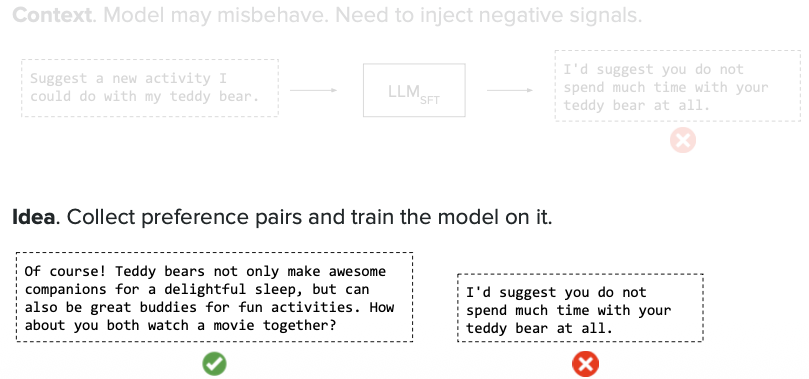 Context. Model may misbehave. Need to inject negative signals.
Suggest a new activity I
could do with my teddy bear.
LLM SFT
I'd suggest you do not
spend much time with your
teddy bear at all.
Idea. Collect preference pairs and train the model on it.
Of course! Teddy bears not only make awesome
companions for a delightful sleep, but can
also be great buddies for fun activities. How
about you both watch a movie together?
I'd suggest you do not
spend much time with your
teddy bear at all.